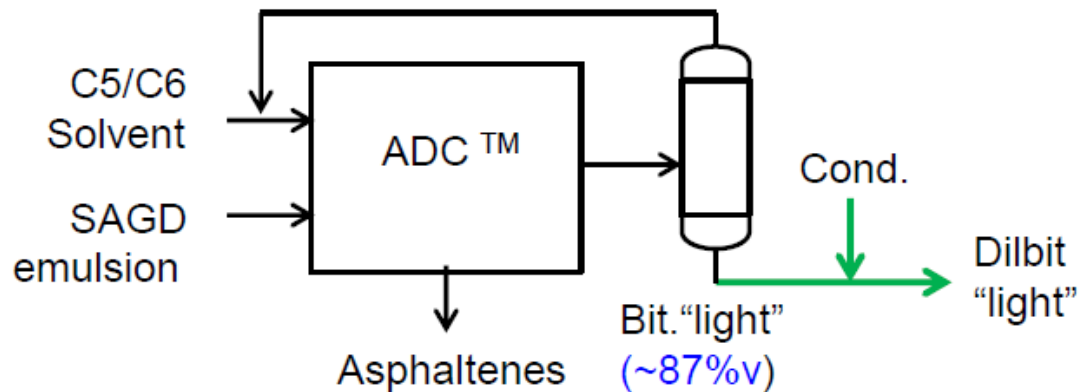 C5/C6
Solvent
ADC ™
SAGD
emulsion
Asphaltenes
Bit.“light”
(~87%v)
Cond.
Dilbit
“light”